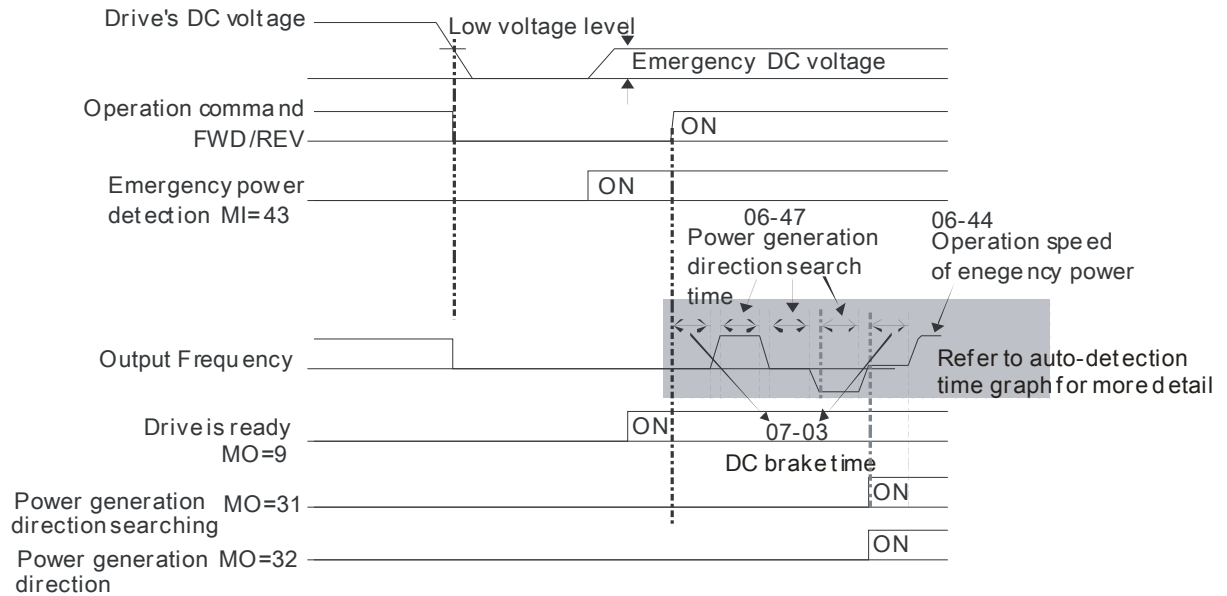 Drive's DC voltage
Low voltage level
Emergency DC voltage
Operation command
FWD/REV
ON
Emergency power
detection MI=43
ON
06-47
Power generation
direction search
time
06-44
Operation speed
of enegency power
Output Frequency
Refer to auto-detection
time graph for more detail
Drive is ready
MO=9
ON
07-03
DC brake time
Power generation MO=31
direction searching
ON
Power generation MO=32
direction
ON